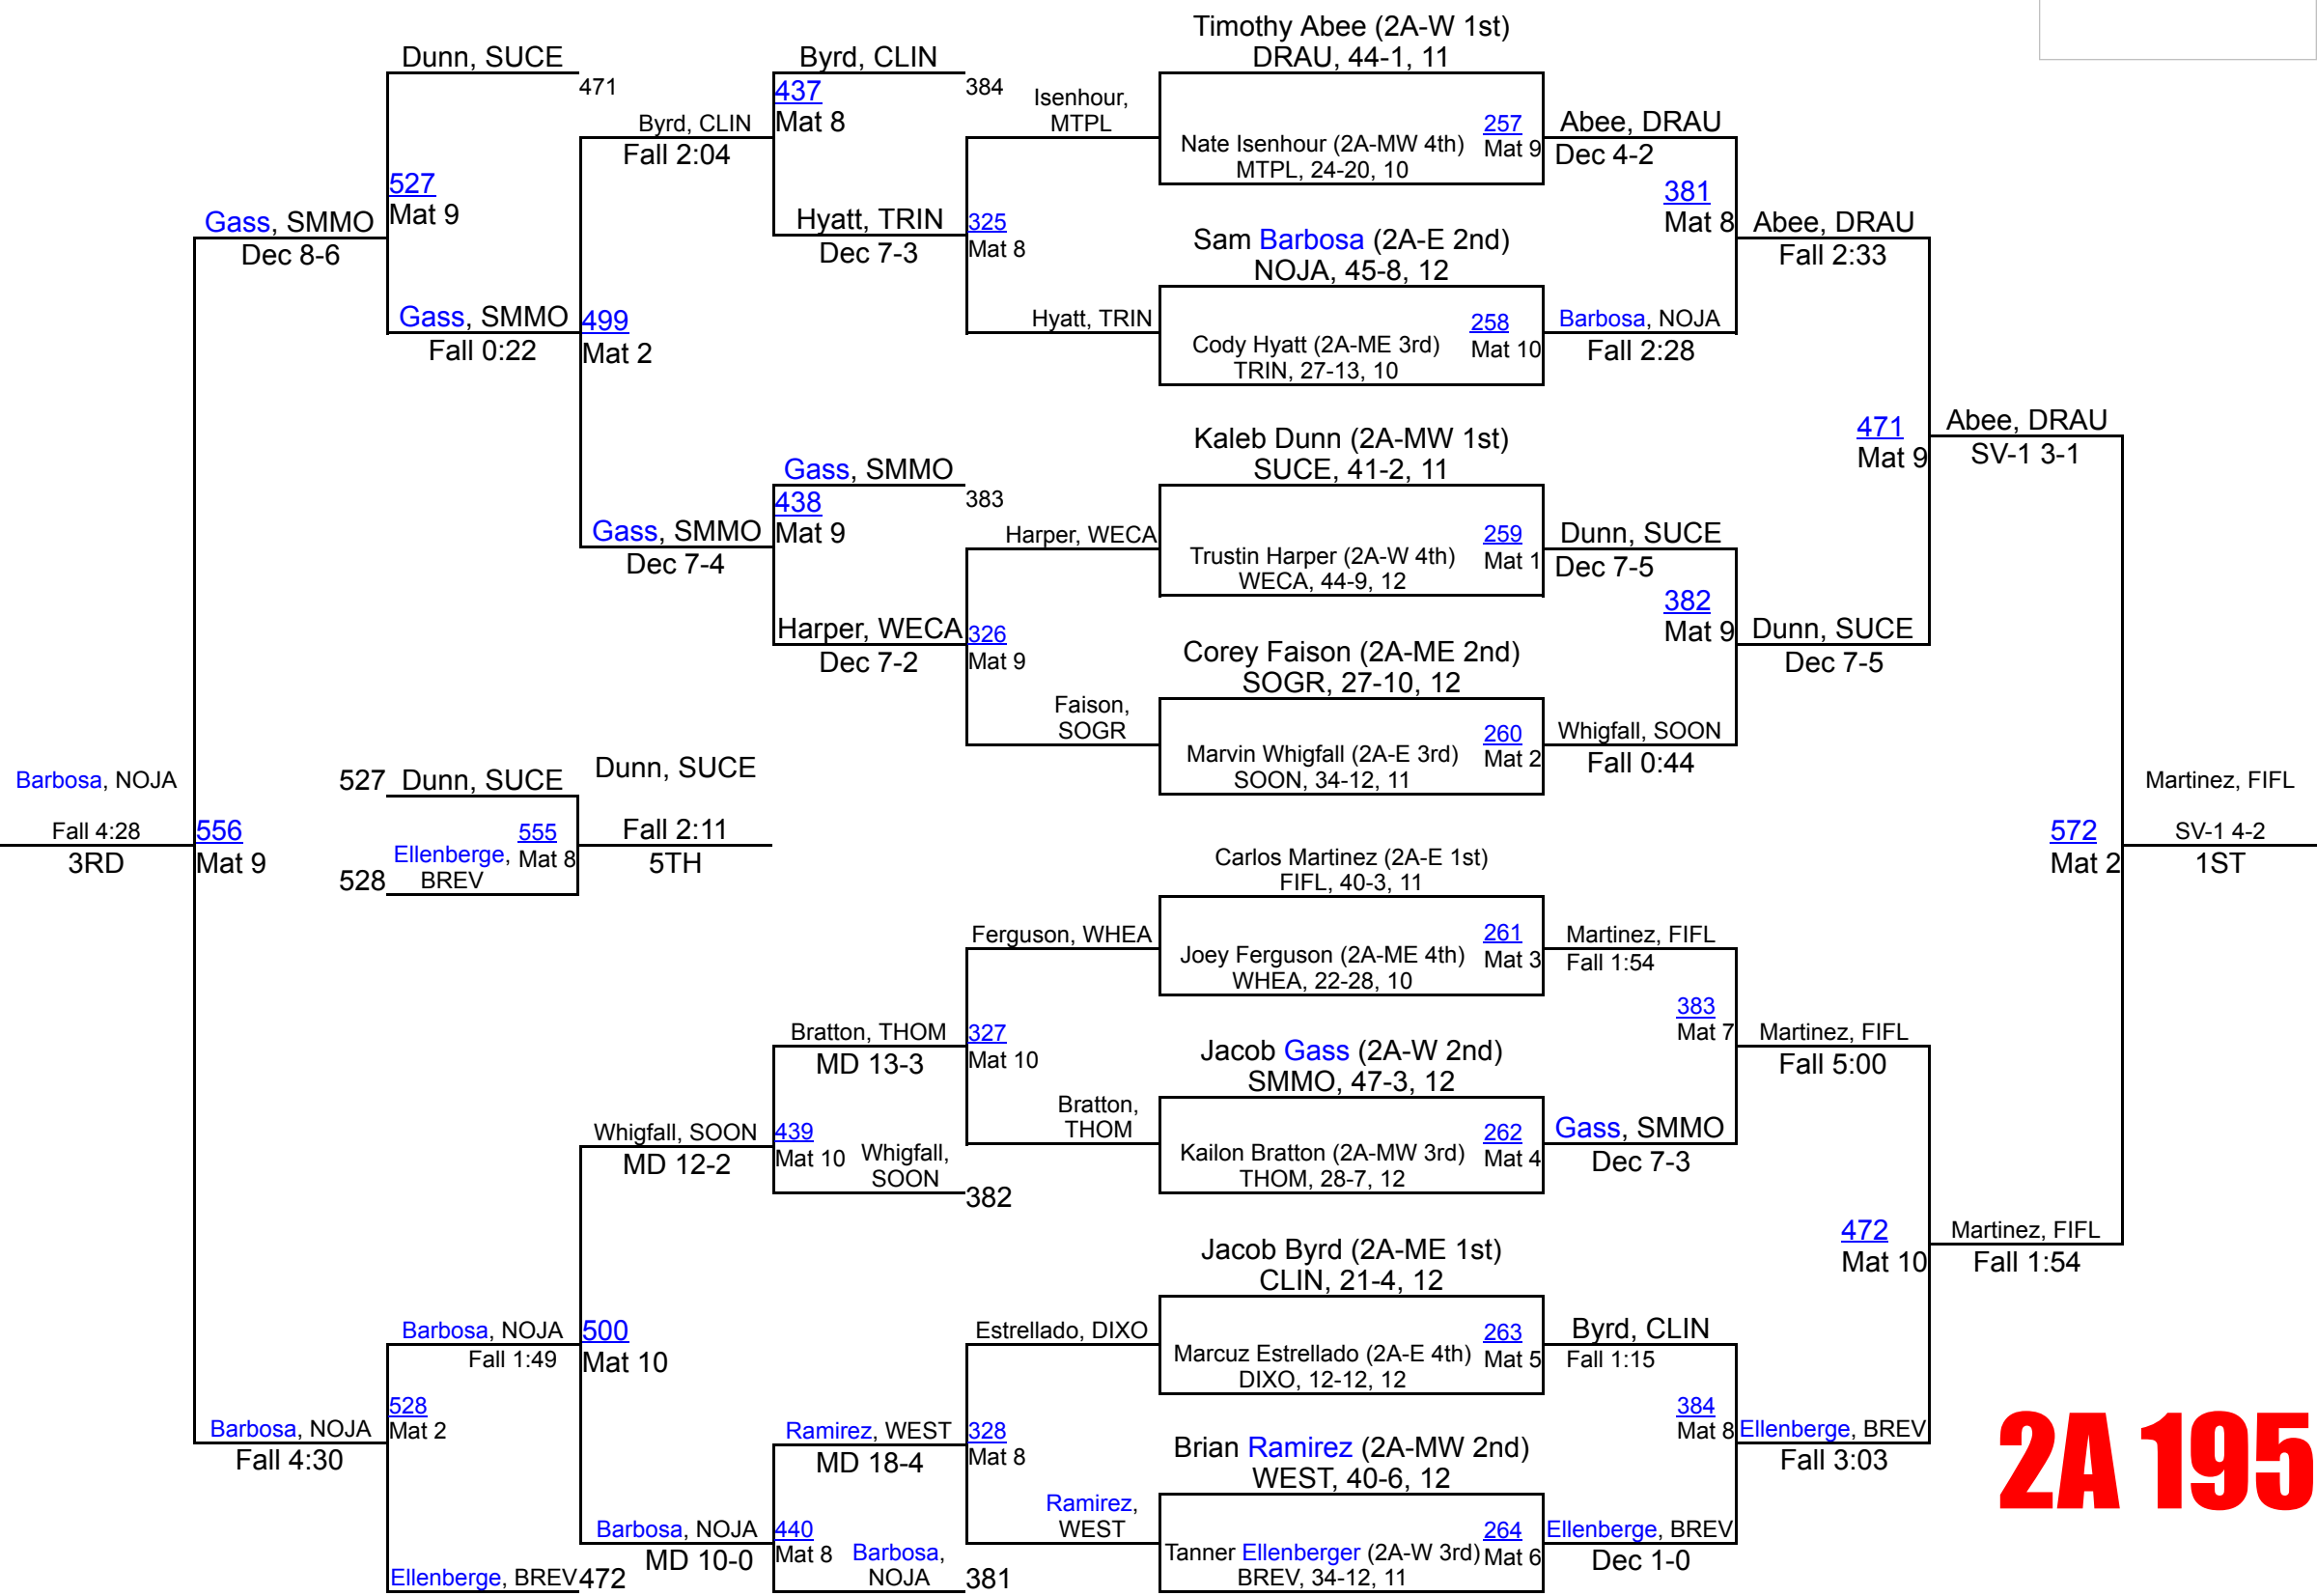 Timothy Abee (2A-W 1st)
DRAU, 44-1, 11
Dunn, SUCE
471
Byrd, CLIN
384
437
Mat 8
Byrd, CLIN
Fall 2:04
Isenhour,
MTPL
Nate Isenhour (2A-MW 4th)
MTPL, 24-20, 10
257
Mat 9
Abee, DRAU
Dec 4-2
527
Mat 9
Gass, SMMO
Dec 8-6
Hyatt, TRIN
Dec 7-3
325
Mat 8
Sam Barbosa (2A-E 2nd)
NOJA, 45-8, 12
381
Mat 8
Abee, DRAU
Fall 2:33
Gass, SMMO
Fall 0:22
499
Mat 2
Hyatt, TRIN
Cody Hyatt (2A-ME 3rd)
TRIN, 27-13, 10
258
Mat 10
Barbosa, NOJA
Fall 2:28
Kaleb Dunn (2A-MW 1st)
SUCE, 41-2, 11
471
Mat 9
Abee, DRAU
SV-1 3-1
Gass, SMMO
383
438
Mat 9
Gass, SMMO
Dec 7-4
Harper, WECA
Trustin Harper (2A-W 4th)
WECA, 44-9, 12
259
Mat 1
Dunn, SUCE
Dec 7-5
Harper, WECA
Dec 7-2
326
Mat 9
382
Mat 9
Dunn, SUCE
Dec 7-5
Corey Faison (2A-ME 2nd)
SOGR, 27-10, 12
Faison,
SOGR
Marvin Whigfall (2A-E 3rd)
SOON, 34-12, 11
260
Mat 2
Whigfall, SOON
Fall 0:44
Barbosa, NOJA
Fall 4:28
3RD
556
Mat 9
527 Dunn, SUCE
Dunn, SUCE
555
Mat 8
Fall 2:11
5TH
Ellenberge,
BREV
528
572
Mat 2
Martinez, FIFL
SV-1 4-2
1ST
Carlos Martinez (2A-E 1st)
FIFL, 40-3, 11
Ferguson, WHEA
Joey Ferguson (2A-ME 4th)
WHEA, 22-28, 10
261
Mat 3
Martinez, FIFL
Fall 1:54
Bratton, THOM
MD 13-3
327
Mat 10
Jacob Gass (2A-W 2nd)
SMMO, 47-3, 12
383
Mat 7
Martinez, FIFL
Fall 5:00
Whigfall, SOON
MD 12-2
439
Mat 10
Whigfall,
SOON
382
Bratton,
THOM
Kailon Bratton (2A-MW 3rd)
THOM, 28-7, 12
262
Mat 4
Gass, SMMO
Dec 7-3
Jacob Byrd (2A-ME 1st)
CLIN, 21-4, 12
472
Mat 10
Martinez, FIFL
Fall 1:54
Barbosa, NOJA
Fall 1:49
500
Mat 10
Estrellado, DIXO
Marcuz Estrellado (2A-E 4th)
DIXO, 12-12, 12
263
Mat 5
Byrd, CLIN
Fall 1:15
Barbosa, NOJA
Fall 4:30
528
Mat 2
Ramirez, WEST
MD 18-4
328
Mat 8
Brian Ramirez (2A-MW 2nd)
WEST, 40-6, 12
384
Mat 8
Ellenberge, BREV
Fall 3:03
2A 195
Barbosa, NOJA
MD 10-0
440
Mat 8
Barbosa,
NOJA
381
Ramirez,
WEST
Tanner Ellenberger (2A-W 3rd)
BREV, 34-12, 11
264
Mat 6
Ellenberge, BREV
Dec 1-0
Ellenberge, BREV 472